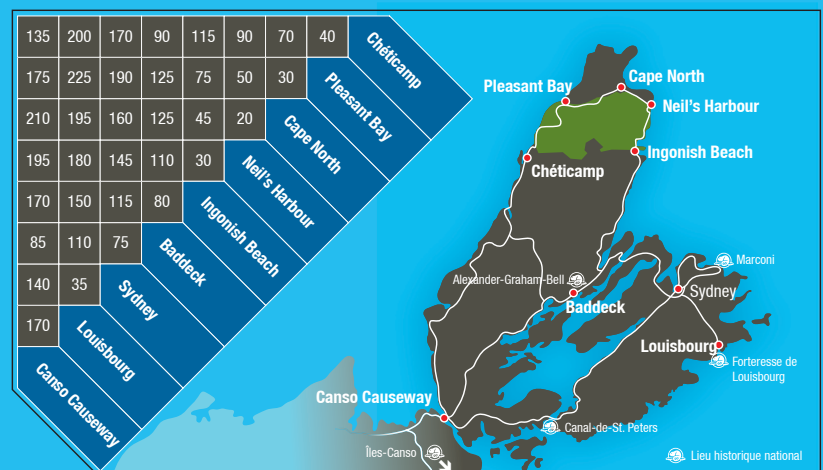 135 200 170 90 115 90 70 40 Chéticamp
175 225 190 125 75 50 30 Pleasant Bay
210 195 160 125 45 20 Cape North
195 180 145 110 30 Neil's Harbour
170 150 115 80 Ingonish Beach
85 110 75 Baddeck
140 35 Sydney
170 Louisbourg
Canso Causeway
Pleasant Bay
Cape North
Neil's Harbour
Ingonish Beach
Chéticamp
Marconi
Alexander-Graham-Bell
Sydney
Baddeck
Louisbourg
Forteresse de
Louisbourg
Canso Causeway
Canal-de-St. Peters
Îles-Canso
Lieu historique national